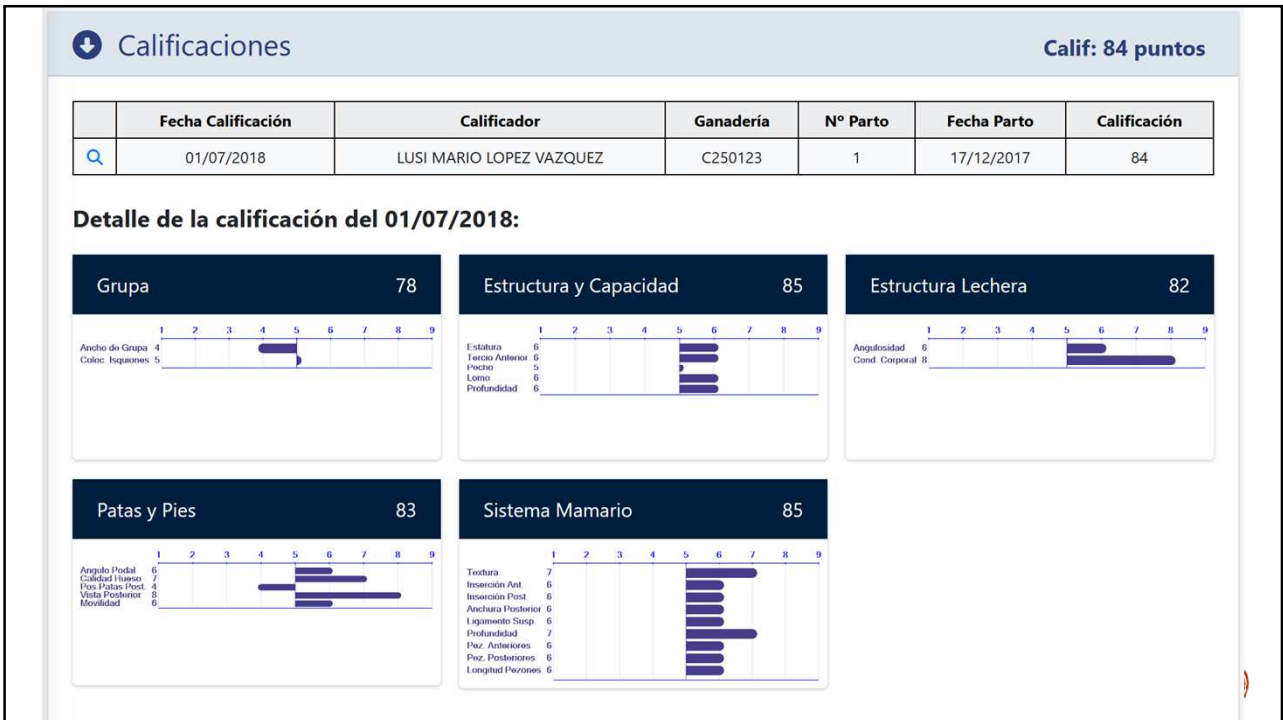 Calificaciones
Calif: 84 puntos
Fecha Calificación Calificador Ganadería Nº Parto Fecha Parto Calificación
01/07/2018 LUSI MARIO LOPEZ VAZQUEZ C250123 1 17/12/2017 84
Detalle de la calificación del 01/07/2018:
Grupa 78
1 2 3 4 5 6 7 8 9
Ancho de Grupa 4
Coloc. Isquiones 5
Estructura y Capacidad 85
1 2 3 4 5 6 7 8 9
Estatura 6
Tercio Anterior 6
Pecho 5
Lomo 6
Profundidad 6
Estructura Lechera 82
1 2 3 4 5 6 7 8 9
Angulosidad 6
Cond. Corporal 8
Patas y Pies 83
1 2 3 4 5 6 7 8 9
Angulo Podal 6
Calidad Hueso 7
Pos Patas Post. 4
Vista Posterior 8
Movilidad 6
Sistema Mamario 85
1 2 3 4 5 6 7 8 9
Textura 7
Inserción Ant. 6
Inserción Post. 6
Anchura Posterior 6
Ligamento Susp. 6
Profundidad 7
Pez. Anteriores 6
Pez. Posteriores 6
Longitud Pezones 6